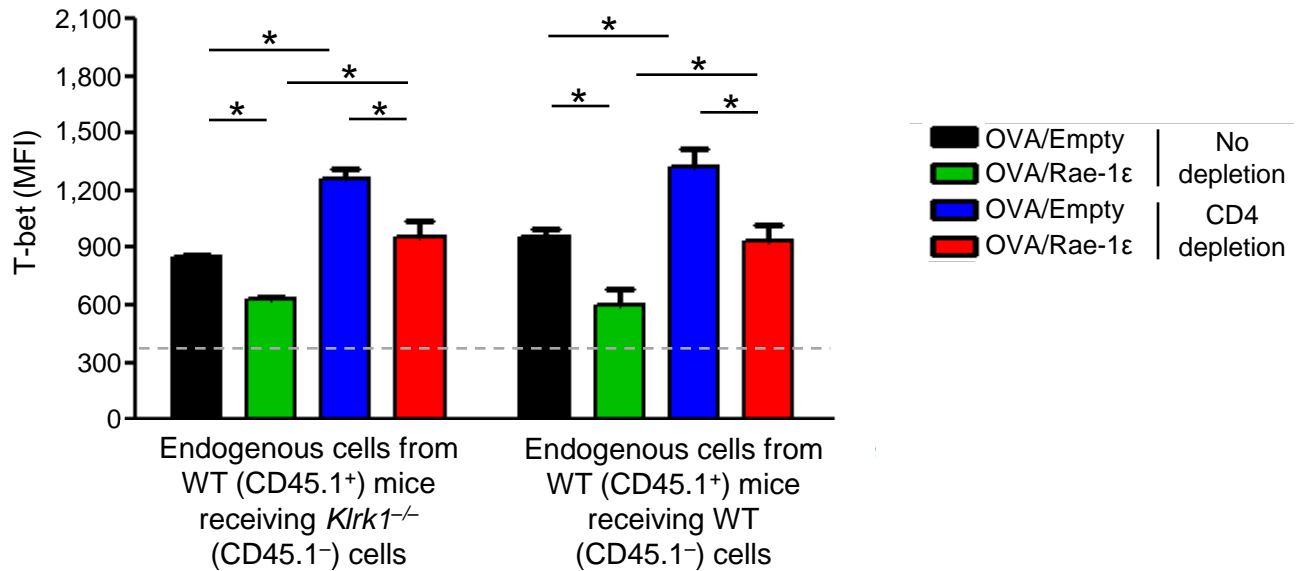 2,100
1,800
1,500
1,200
900
600
300
0
T-bet (MFI)
*
*
*
*
*
*
*
*
Endogenous cells from
WT (CD45.1⁺) mice
receiving Klrk1⁻/⁻
(CD45.1⁻) cells
Endogenous cells from
WT (CD45.1⁺) mice
receiving WT
(CD45.1⁻) cells
OVA/Empty
OVA/Rae-1ε
No
depletion
OVA/Empty
OVA/Rae-1ε
CD4
depletion